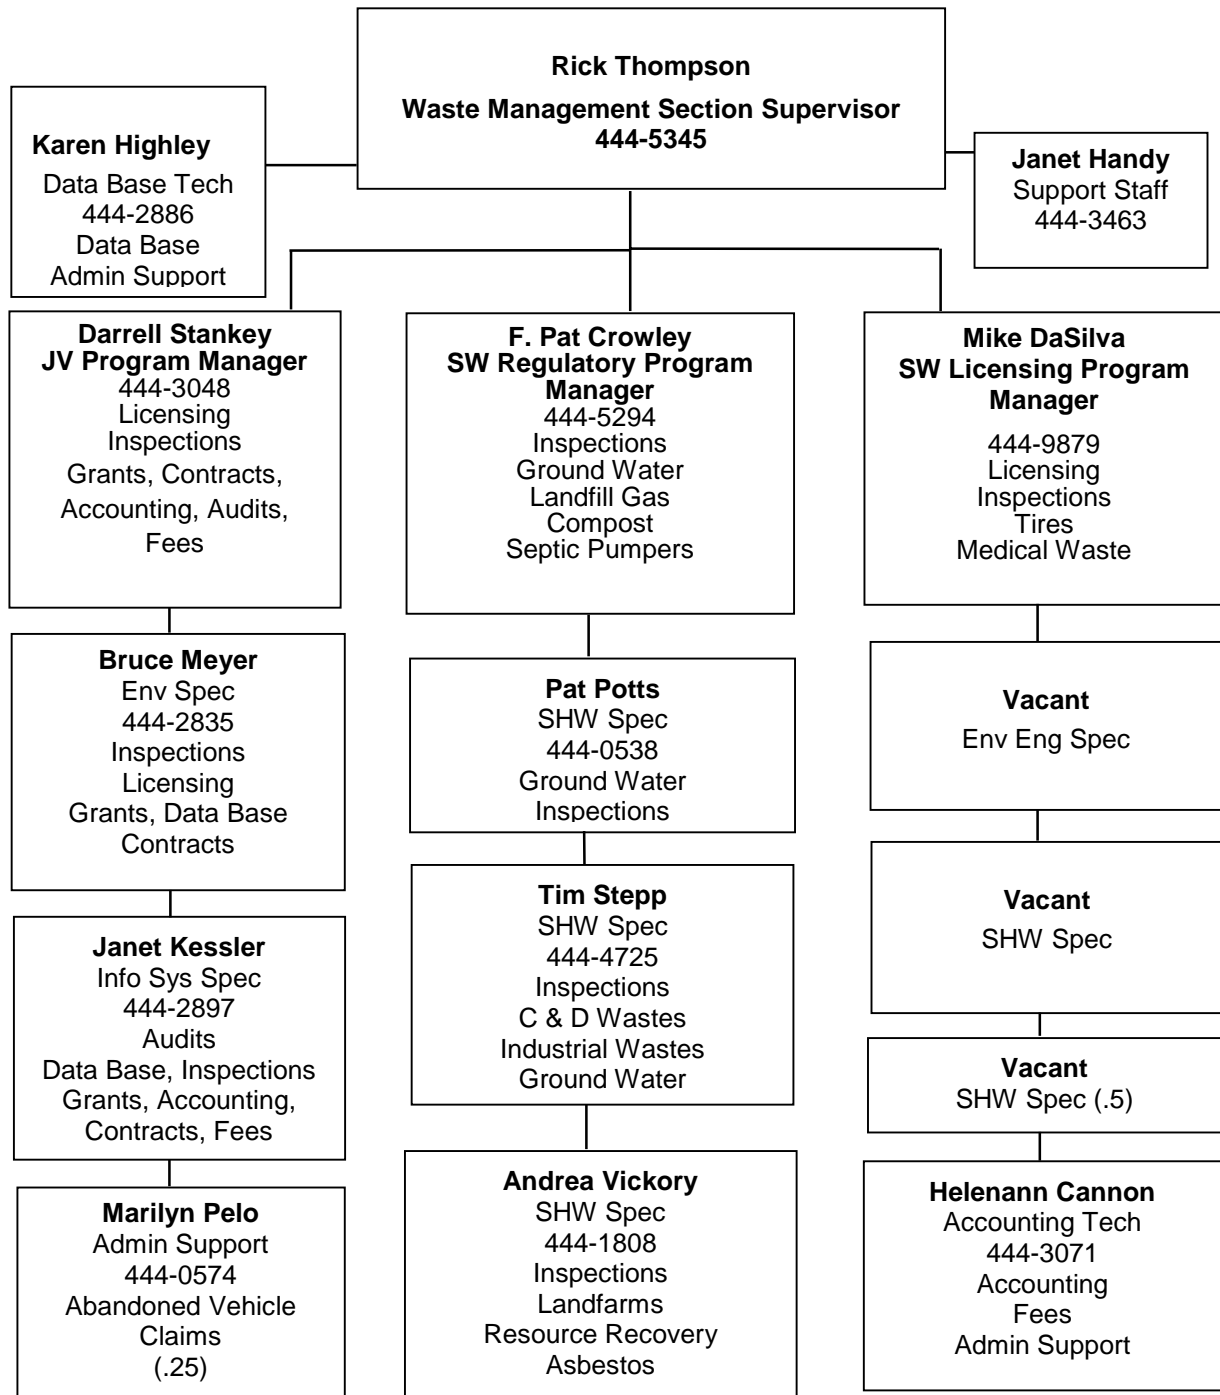 Rick Thompson
Waste Management Section Supervisor
444-5345
Karen Highley
Data Base Tech
444-2886
Data Base
Admin Support
Janet Handy
Support Staff
444-3463
Darrell Stankey
JV Program Manager
444-3048
Licensing
Inspections
Grants, Contracts,
Accounting, Audits,
Fees
F. Pat Crowley
SW Regulatory Program
Manager
444-5294
Inspections
Ground Water
Landfill Gas
Compost
Septic Pumpers
Mike DaSilva
SW Licensing Program
Manager
444-9879
Licensing
Inspections
Tires
Medical Waste
Bruce Meyer
Env Spec
444-2835
Inspections
Licensing
Grants, Data Base
Contracts
Pat Potts
SHW Spec
444-0538
Ground Water
Inspections
Vacant
Env Eng Spec
Janet Kessler
Info Sys Spec
444-2897
Audits
Data Base, Inspections
Grants, Accounting,
Contracts, Fees
Tim Stepp
SHW Spec
444-4725
Inspections
C & D Wastes
Industrial Wastes
Ground Water
Vacant
SHW Spec
Vacant
SHW Spec (.5)
Marilyn Pelo
Admin Support
444-0574
Abandoned Vehicle
Claims
(.25)
Andrea Vickory
SHW Spec
444-1808
Inspections
Landfarms
Resource Recovery
Asbestos
Helenann Cannon
Accounting Tech
444-3071
Accounting
Fees
Admin Support